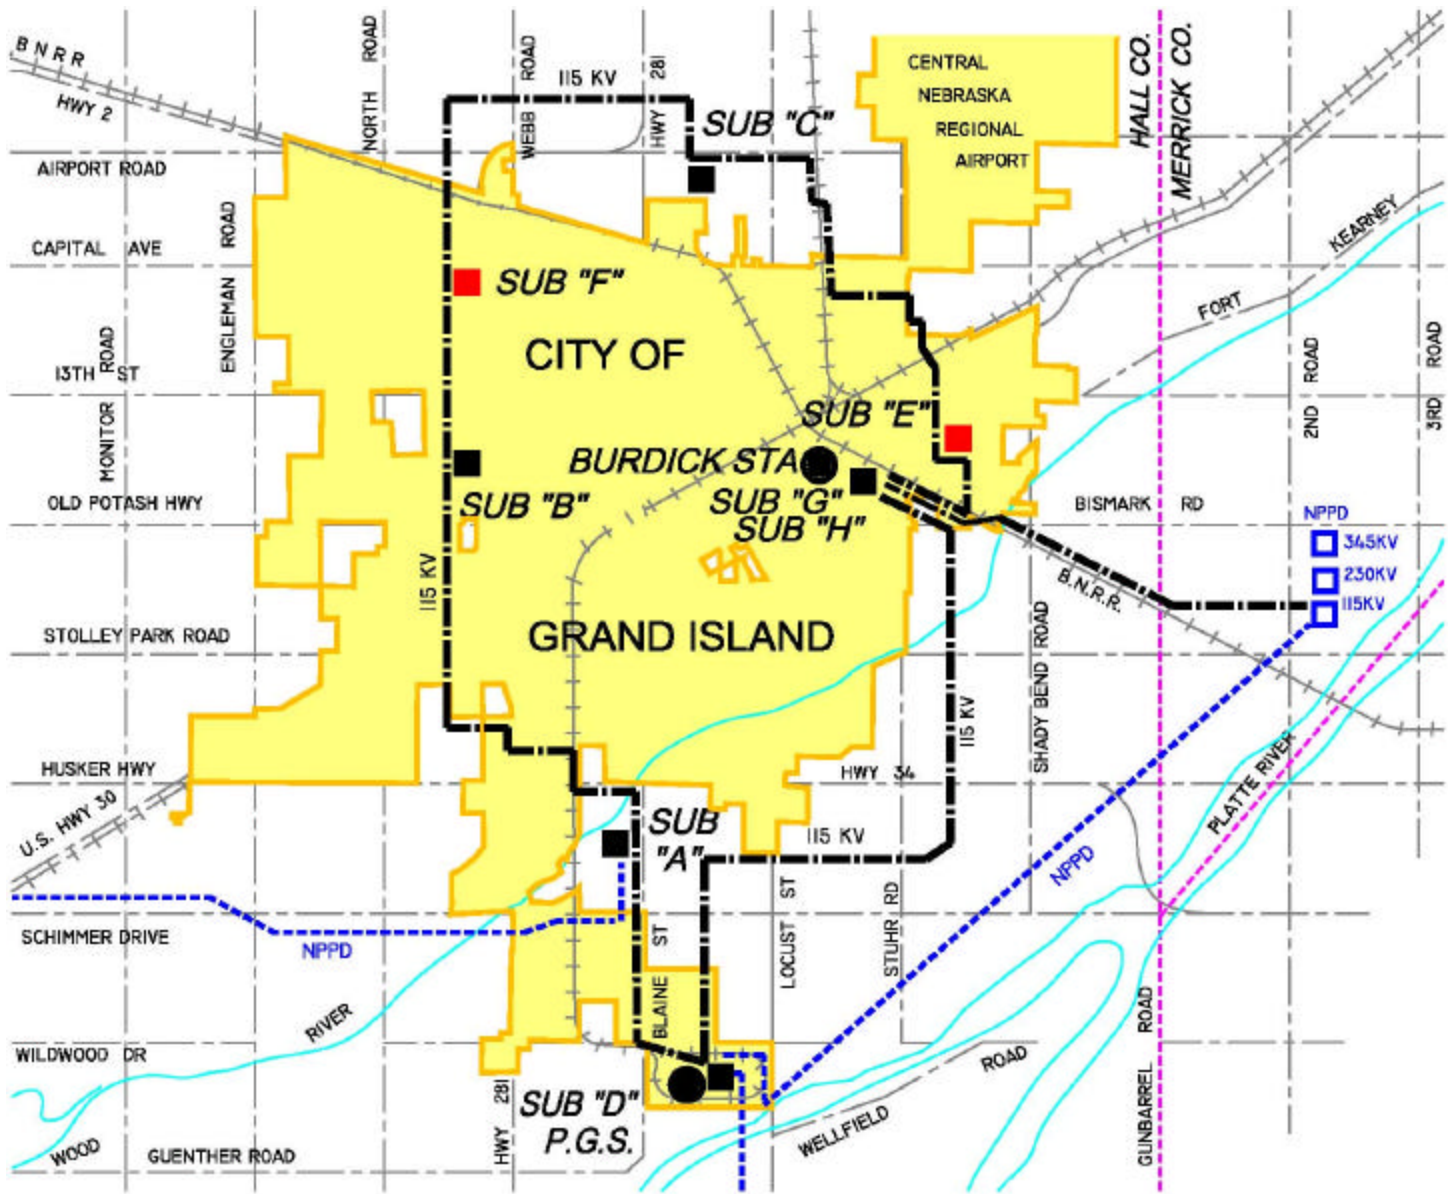 B N R R
HWY 2
NORTH ROAD
WEBB ROAD
115 KV
HWY 281
SUB "C"
CENTRAL
NEBRASKA
REGIONAL
AIRPORT
HALL CO.
MERRICK CO.
AIRPORT ROAD
CAPITAL AVE
ENGLEMAN ROAD
KEARNEY
FORT
SUB "F"
CITY OF
13TH ST
MONITOR ROAD
2ND ROAD
3RD ROAD
SUB "E"
BURDICK STA
SUB "G"
SUB "H"
SUB "B"
OLD POTASH HWY
BISMARK RD
NPPD
345KV
230KV
115KV
115 KV
B.N.R.R.
STOLLEY PARK ROAD
GRAND ISLAND
SHADY BEND ROAD
115 KV
HUSKER HWY
HWY 34
U.S. HWY 30
PLATTE RIVER
SUB
"A"
115 KV
NPPD
SCHIMMER DRIVE
NPPD
BLAINE ST
LOCUST ST
STUHR RD
RIVER
GUNBARREL ROAD
WILDWOOD DR
ROAD
WELLFIELD
HWY 281
SUB "D"
P.G.S.
WOOD
GUENTHER ROAD